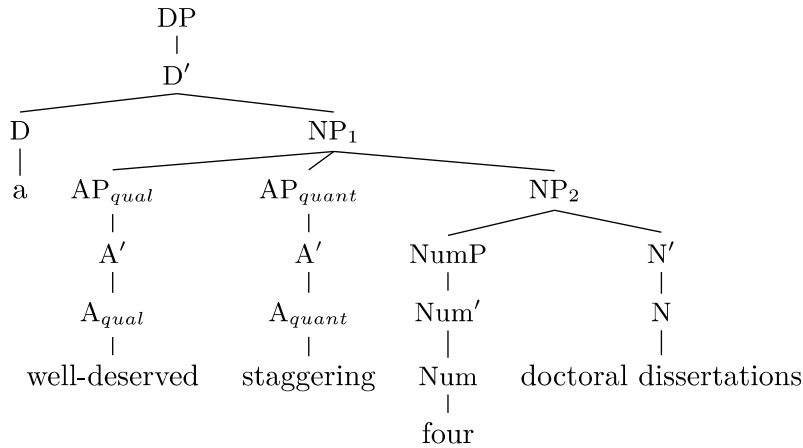 DP
D′
D NP₁
a AP_qual AP_quant NP₂
A′ A′ NumP N′
A_qual A_quant Num′ N
well-deserved staggering Num doctoral dissertations
four